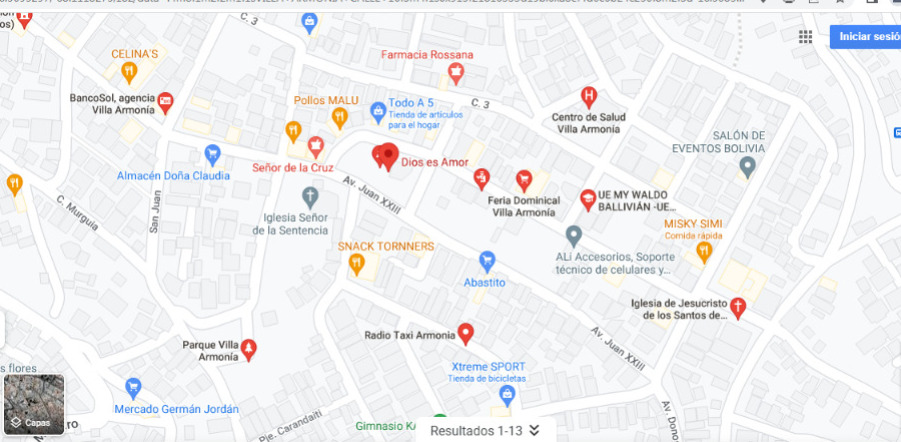 os)
C. 3
Iniciar sesió
CELINA'S
Farmacia Rossana
BancoSol, agencia
Villa Armonía
Pollos MALU
Todo A 5
Tienda de artículos
para el hogar
C. 3
Centro de Salud
Villa Armonía
SALÓN DE
EVENTOS BOLIVIA
Almacén Doña Claudia
Señor de la Cruz
Dios es Amor
Av. Juan XXIII
C. Murguia
San Juan
Iglesia Señor
de la Sentencia
Feria Dominical
Villa Armonía
UE MY WALDO
BALLIVIÁN -UE...
MISKY SIMI
Comida rápida
SNACK TORNNERS
Abastito
ALi Accesorios, Soporte
técnico de celulares y...
Iglesia de Jesucristo
de los Santos de...
Radio Taxi Armonia
Av. Juan XXIII
Parque Villa
Armonía
s flores
Xtreme SPORT
Tienda de bicicletas
Mercado Germán Jordán
Capas
Pje. Carandaiti
Gimnasio
Resultados 1-13